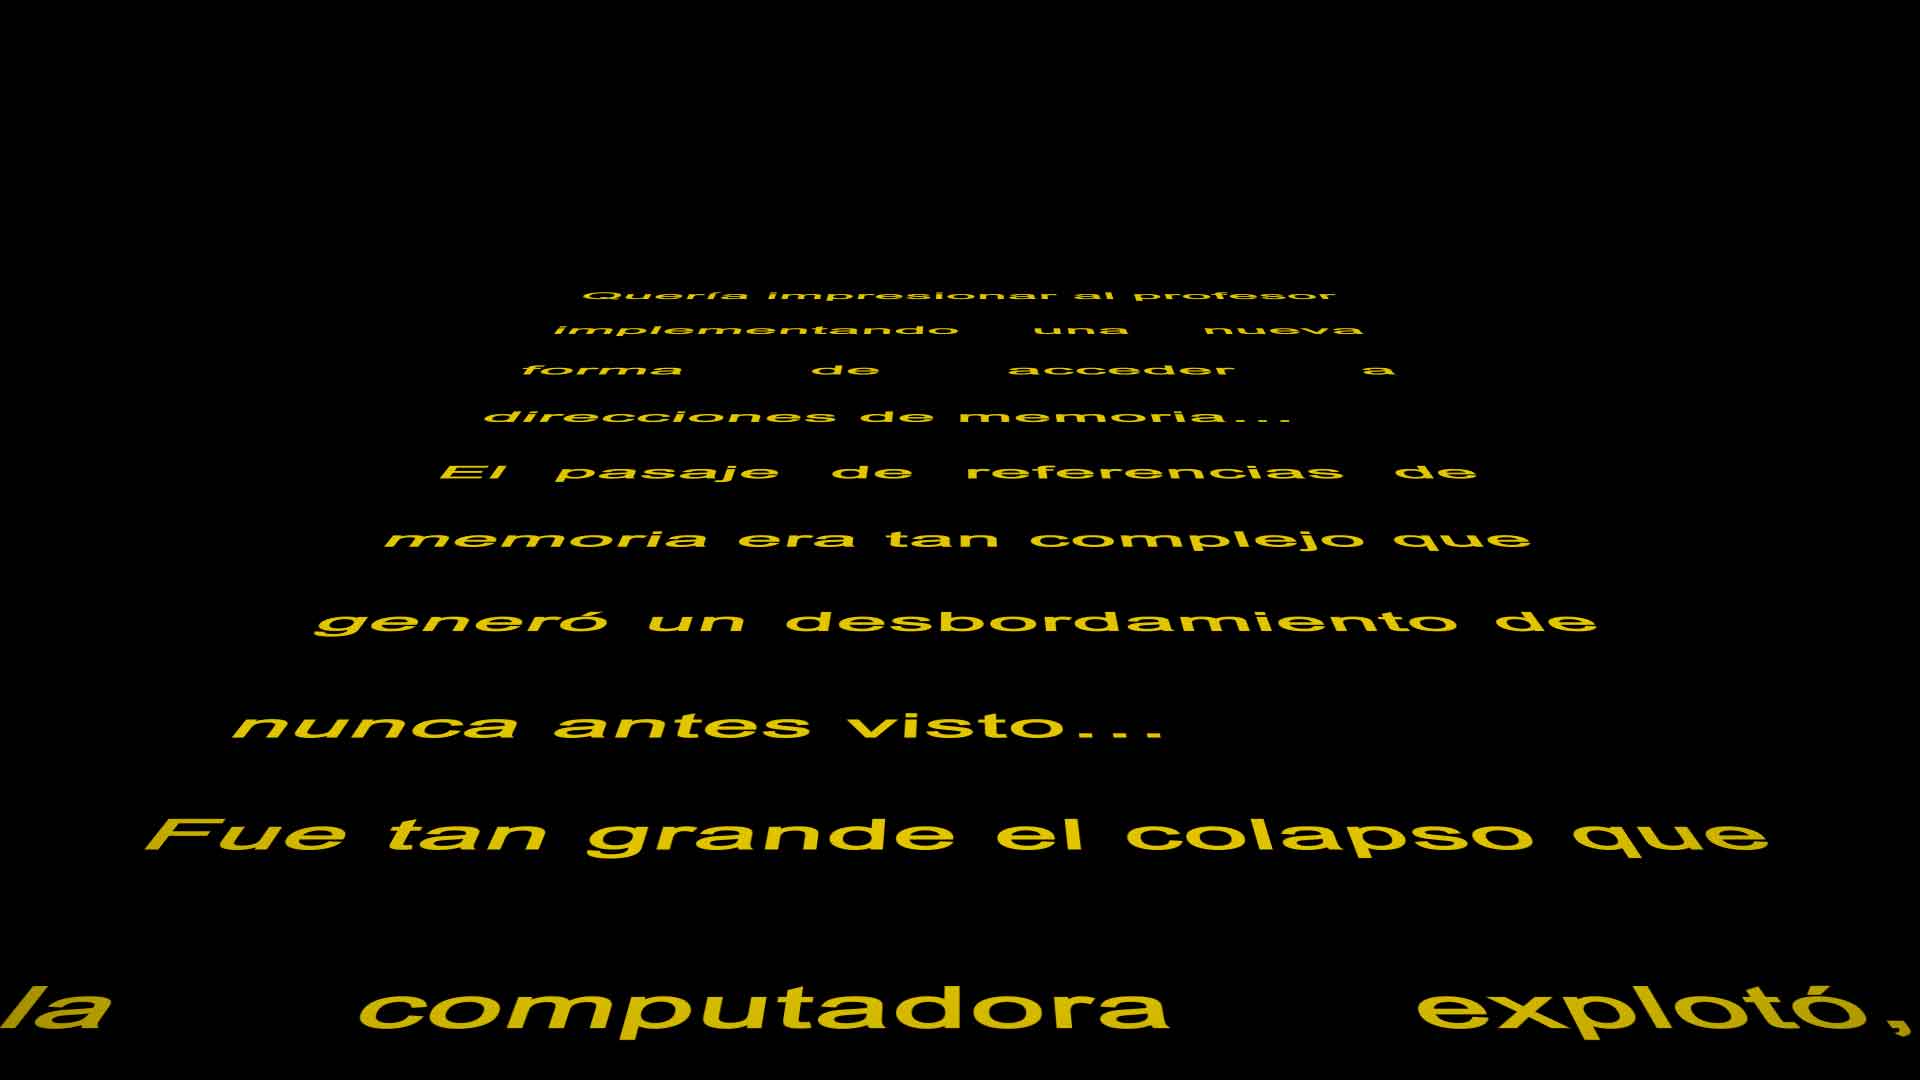 Quería impresionar al profesor
implementando una nueva
forma de acceder a
direcciones de memoria...
El pasaje de referencias de
memoria era tan complejo que
generó un desbordamiento de
nunca antes visto...
Fue tan grande el colapso que
la computadora explotó,